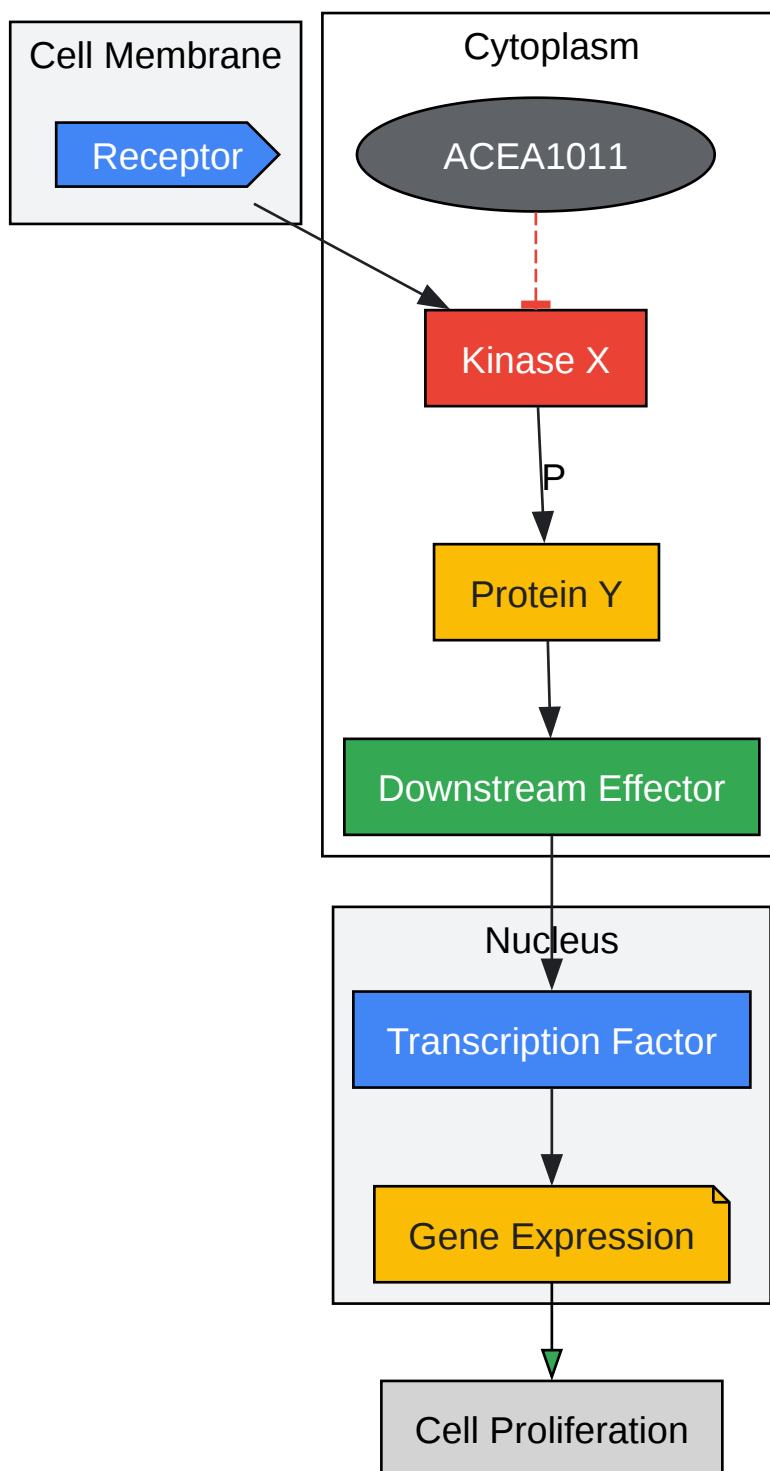 Cell Membrane
Receptor
Cytoplasm
ACEA1011
Kinase X
P
Protein Y
Downstream Effector
Nucleus
Transcription Factor
Gene Expression
Cell Proliferation